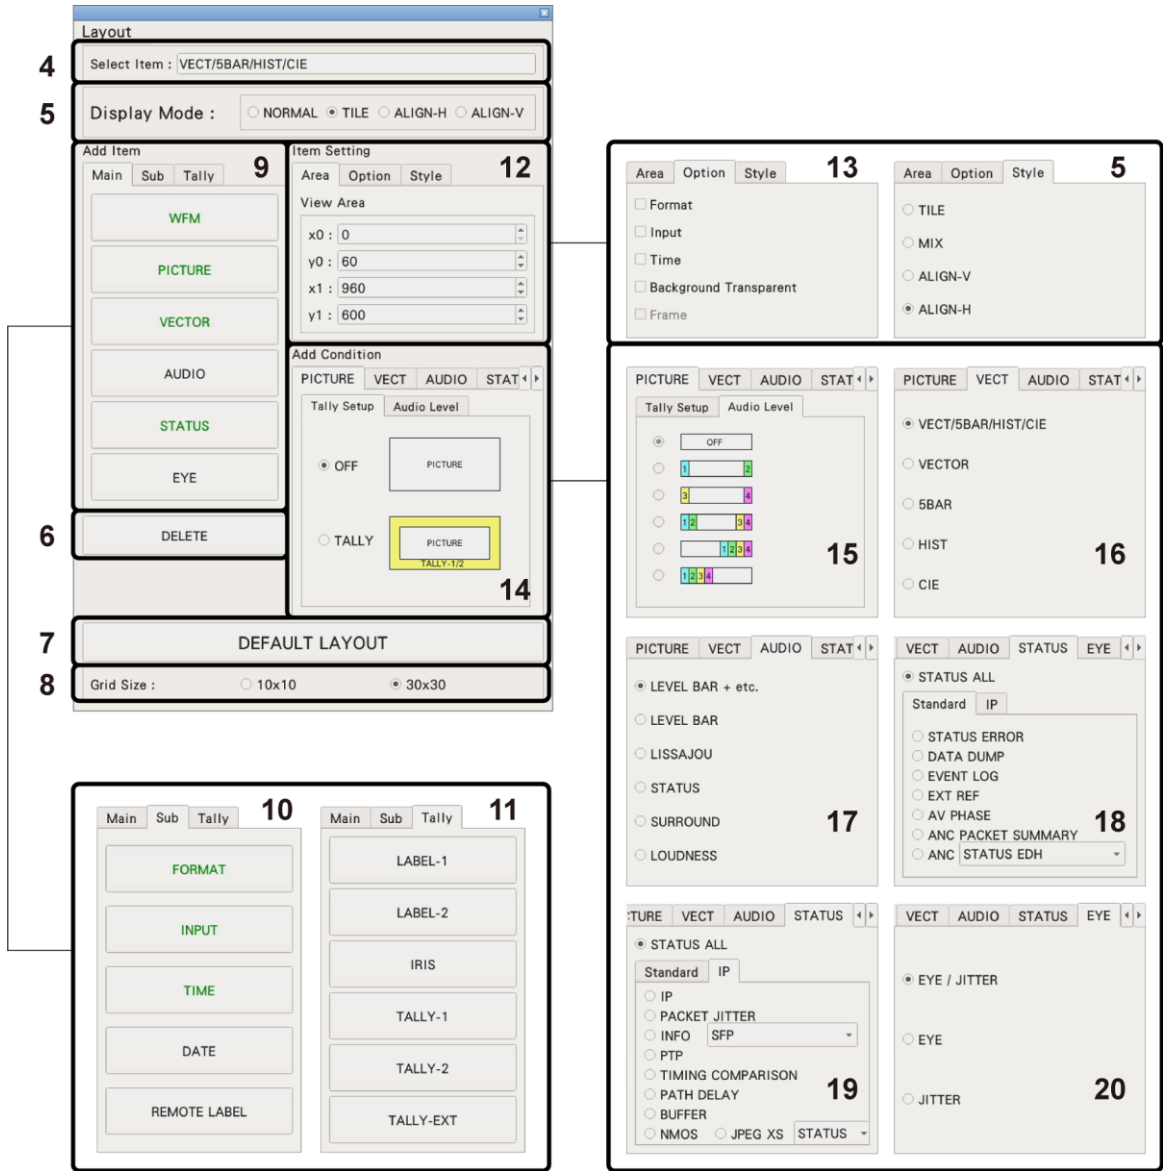 Layout
4
Select Item : VECT/5BAR/HIST/CIE
5
Display Mode : NORMAL TILE ALIGN-H ALIGN-V
Add Item
9
Main Sub Tally
WFM
PICTURE
VECTOR
AUDIO
STATUS
EYE
6
DELETE
Item Setting
12
Area Option Style
View Area
x0 : 0
y0 : 60
x1 : 960
y1 : 600
Add Condition
PICTURE VECT AUDIO STAT
Tally Setup Audio Level
OFF PICTURE
TALLY PICTURE
TALLY-1/2
14
7
DEFAULT LAYOUT
8
Grid Size : 10x10 30x30
Area Option Style 13
Format
Input
Time
Background Transparent
Frame
Area Option Style 5
TILE
MIX
ALIGN-V
ALIGN-H
PICTURE VECT AUDIO STAT
Tally Setup Audio Level
OFF
1 2
3 4
1 2 3 4
1 2 3 4
1 2 3 4
15
PICTURE VECT AUDIO STAT
VECT/5BAR/HIST/CIE
VECTOR
5BAR
HIST
CIE
16
PICTURE VECT AUDIO STAT
LEVEL BAR + etc.
LEVEL BAR
LISSAJOU
STATUS
SURROUND
LOUDNESS
17
VECT AUDIO STATUS EYE
STATUS ALL
Standard IP
STATUS ERROR
DATA DUMP
EVENT LOG
EXT REF
AV PHASE
ANC PACKET SUMMARY
ANC STATUS EDH
18
TURE VECT AUDIO STATUS
STATUS ALL
Standard IP
IP
PACKET JITTER
INFO SFP
PTP
TIMING COMPARISON
PATH DELAY
BUFFER
NMOS JPEG XS STATUS
19
VECT AUDIO STATUS EYE
EYE / JITTER
EYE
JITTER
20
Main Sub Tally 10
FORMAT
INPUT
TIME
DATE
REMOTE LABEL
Main Sub Tally 11
LABEL-1
LABEL-2
IRIS
TALLY-1
TALLY-2
TALLY-EXT